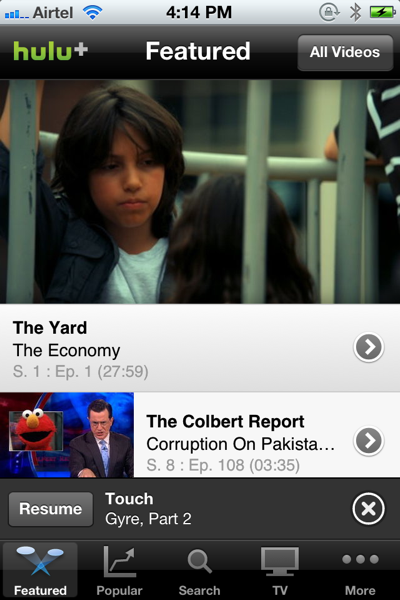 Airtel 4:14 PM
hulu+ Featured All Videos
The Yard
The Economy
S. 1 : Ep. 1 (27:59)
The Colbert Report
Corruption On Pakista...
S. 8 : Ep. 108 (03:35)
Resume
Touch
Gyre, Part 2
Featured Popular Search TV More